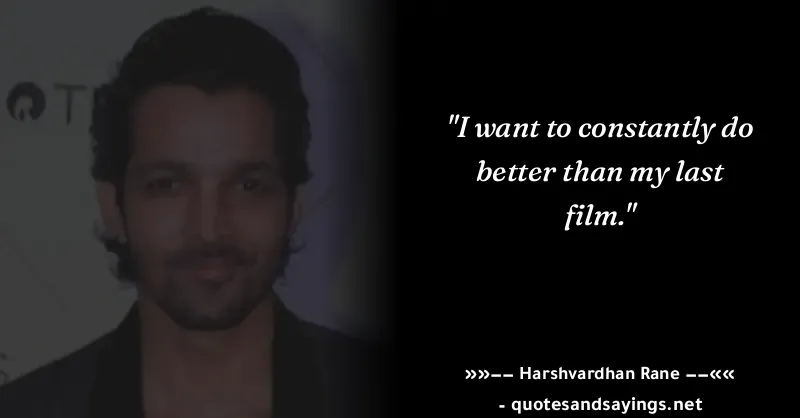 "I want to constantly do
better than my last
film."
»»−− Harshvardhan Rane −−««
- quotesandsayings.net